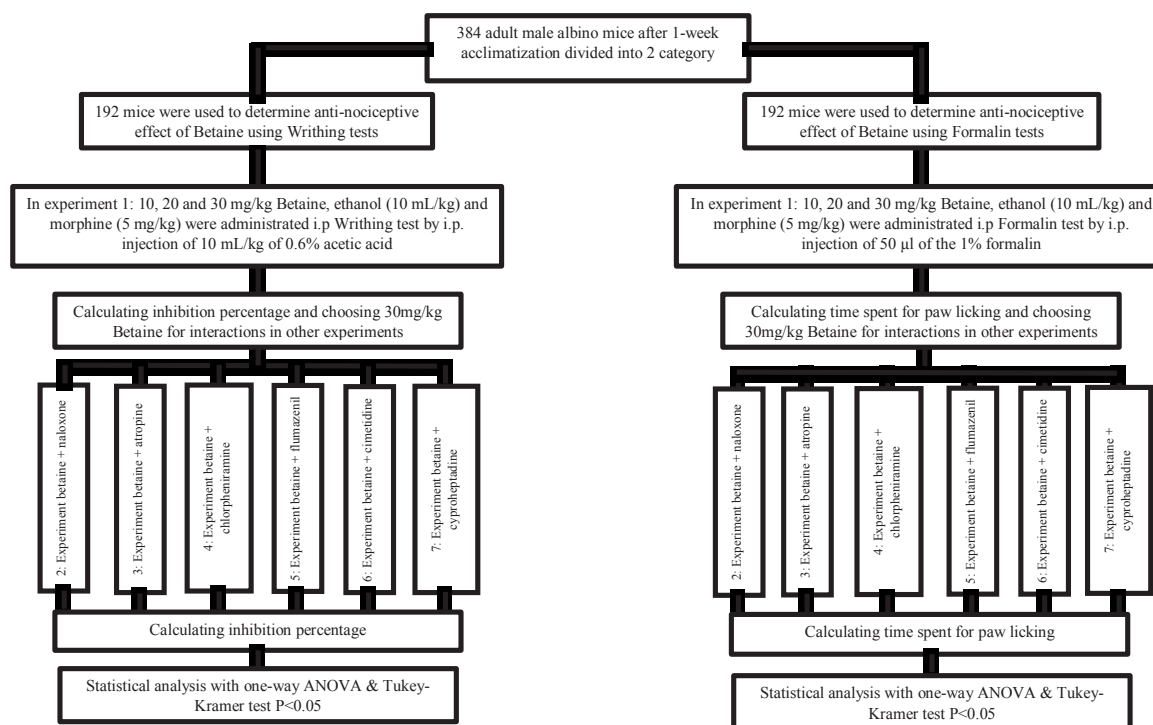 384 adult male albino mice after 1-week
acclimatization divided into 2 category
192 mice were used to determine anti-nociceptive
effect of Betaine using Writhing tests
In experiment 1: 10, 20 and 30 mg/kg Betaine, ethanol (10 mL/kg) and
morphine (5 mg/kg) were administrated i.p Writhing test by i.p.
injection of 10 mL/kg of 0.6% acetic acid
Calculating inhibition percentage and choosing 30mg/kg
Betaine for interactions in other experiments
2: Experiment betaine + naloxone
3: Experiment betaine + atropine
4: Experiment betaine +
chlorpheniramine
5: Experiment betaine + flumazenil
6: Experiment betaine + cimetidine
7: Experiment betaine +
cyproheptadine
Calculating inhibition percentage
Statistical analysis with one-way ANOVA & Tukey-
Kramer test P<0.05
192 mice were used to determine anti-nociceptive
effect of Betaine using Formalin tests
In experiment 1: 10, 20 and 30 mg/kg Betaine, ethanol (10 mL/kg) and
morphine (5 mg/kg) were administrated i.p Formalin test by i.p.
injection of 50 µl of the 1% formalin
Calculating time spent for paw licking and choosing
30mg/kg Betaine for interactions in other experiments
2: Experiment betaine + naloxone
3: Experiment betaine + atropine
4: Experiment betaine +
chlorpheniramine
5: Experiment betaine + flumazenil
6: Experiment betaine + cimetidine
7: Experiment betaine +
cyproheptadine
Calculating time spent for paw licking
Statistical analysis with one-way ANOVA & Tukey-
Kramer test P<0.05